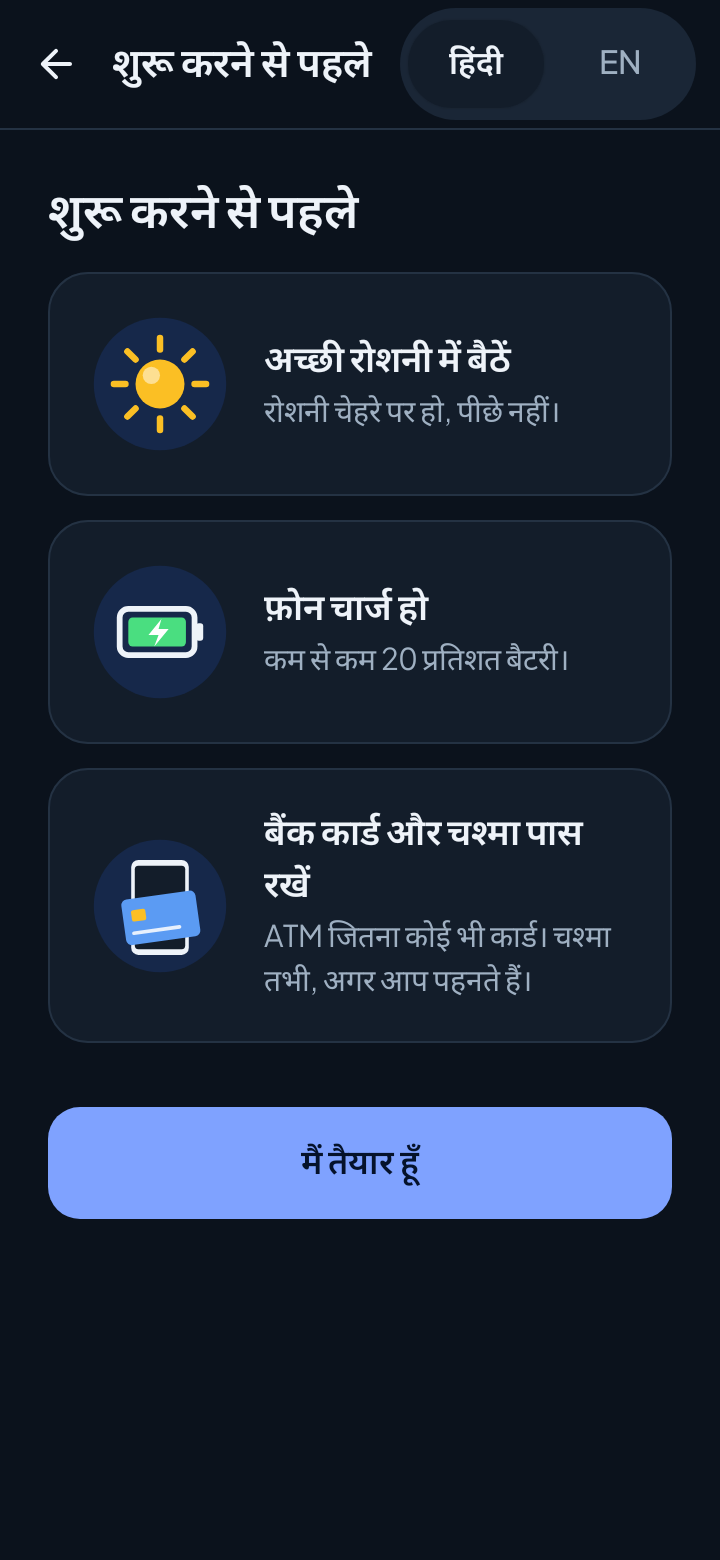 शुरू करने से पहले
हिंदी
EN
शुरू करने से पहले
अच्छी रोशनी में बैठें
रोशनी चेहरे पर हो, पीछे नहीं।
फ़ोन चार्ज हो
कम से कम 20 प्रतिशत बैटरी।
बैंक कार्ड और चश्मा पास
रखें
ATM जितना कोई भी कार्ड। चश्मा
तभी, अगर आप पहनते हैं।
मैं तैयार हूँ